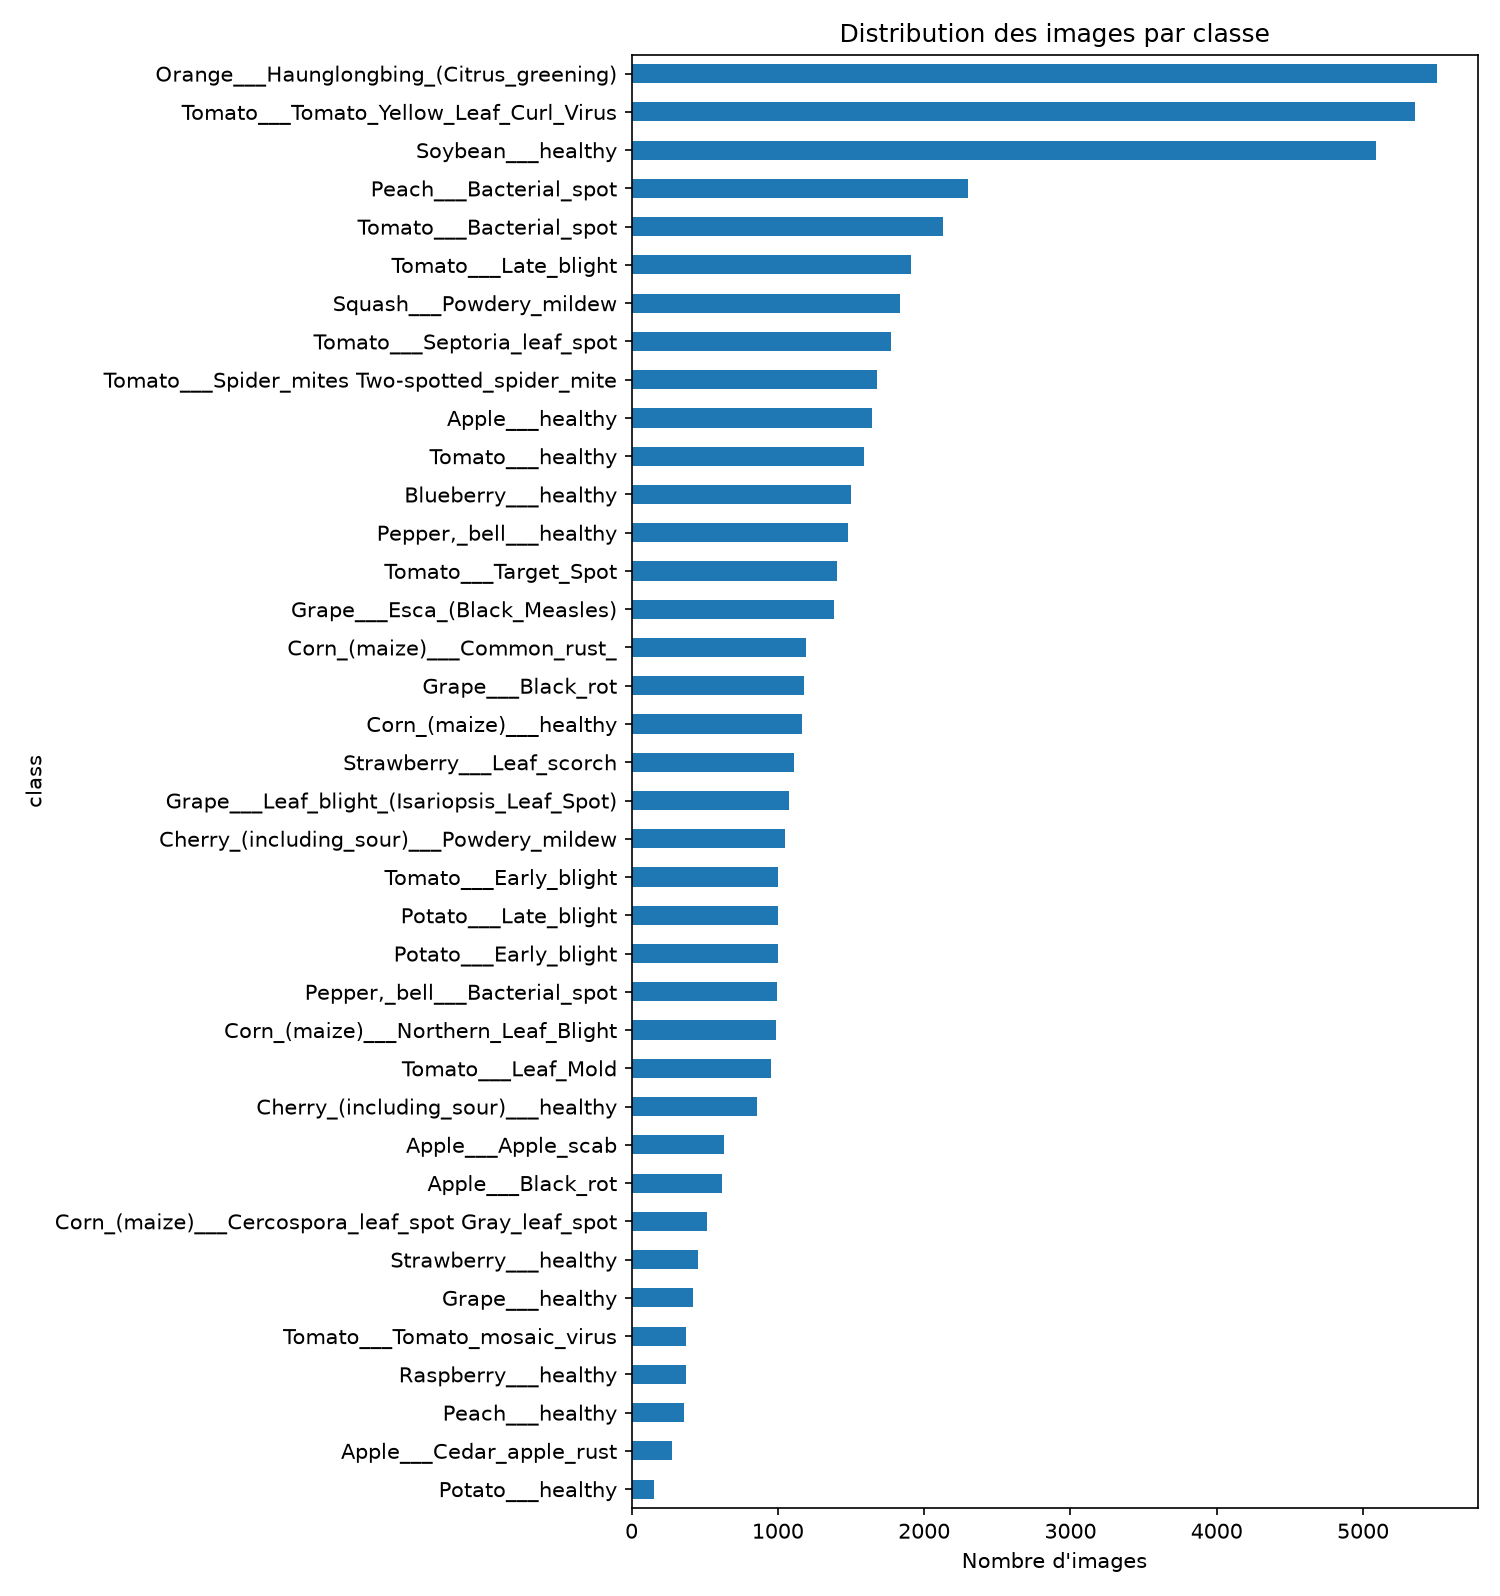 Distribution des images par classe
Orange___Haunglongbing_(Citrus_greening)
Tomato___Tomato_Yellow_Leaf_Curl_Virus
Soybean___healthy
Peach___Bacterial_spot
Tomato___Bacterial_spot
Tomato___Late_blight
Squash___Powdery_mildew
Tomato___Septoria_leaf_spot
Tomato___Spider_mites Two-spotted_spider_mite
Apple___healthy
Tomato___healthy
Blueberry___healthy
Pepper,_bell___healthy
Tomato___Target_Spot
Grape___Esca_(Black_Measles)
Corn_(maize)___Common_rust_
Grape___Black_rot
Corn_(maize)___healthy
Strawberry___Leaf_scorch
Grape___Leaf_blight_(Isariopsis_Leaf_Spot)
Cherry_(including_sour)___Powdery_mildew
Tomato___Early_blight
Potato___Late_blight
Potato___Early_blight
Pepper,_bell___Bacterial_spot
Corn_(maize)___Northern_Leaf_Blight
Tomato___Leaf_Mold
Cherry_(including_sour)___healthy
Apple___Apple_scab
Apple___Black_rot
Corn_(maize)___Cercospora_leaf_spot Gray_leaf_spot
Strawberry___healthy
Grape___healthy
Tomato___Tomato_mosaic_virus
Raspberry___healthy
Peach___healthy
Apple___Cedar_apple_rust
Potato___healthy
class
0 1000 2000 3000 4000 5000
Nombre d'images